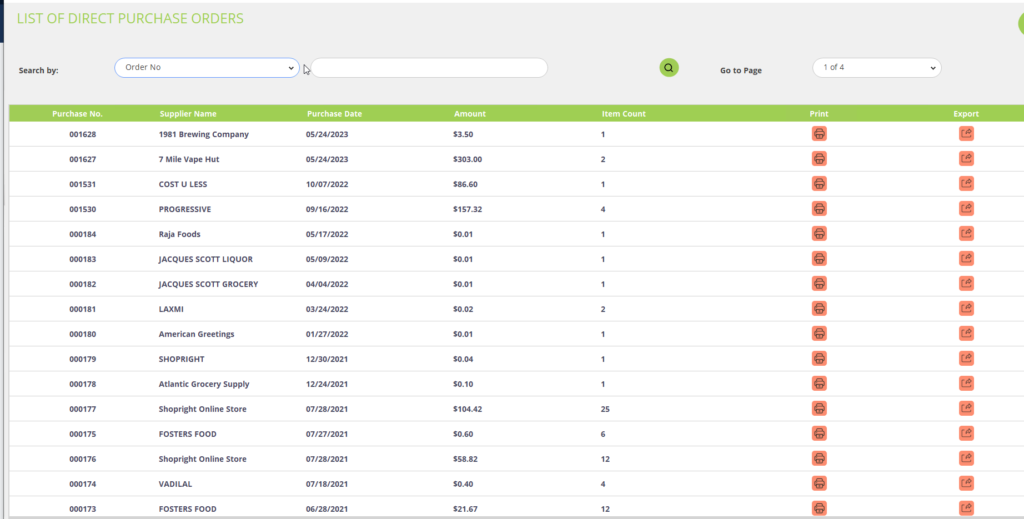 LIST OF DIRECT PURCHASE ORDERS
Search by: Order No Go to Page 1 of 4
Purchase No. Supplier Name Purchase Date Amount Item Count Print Export
001628 1981 Brewing Company 05/24/2023 $3.50 1
001627 7 Mile Vape Hut 05/24/2023 $303.00 2
001531 COST U LESS 10/07/2022 $86.60 1
001530 PROGRESSIVE 09/16/2022 $157.32 4
000184 Raja Foods 05/17/2022 $0.01 1
000183 JACQUES SCOTT LIQUOR 05/09/2022 $0.01 1
000182 JACQUES SCOTT GROCERY 04/04/2022 $0.01 1
000181 LAXMI 03/24/2022 $0.02 2
000180 American Greetings 01/27/2022 $0.01 1
000179 SHOPRIGHT 12/30/2021 $0.04 1
000178 Atlantic Grocery Supply 12/24/2021 $0.10 1
000177 Shopright Online Store 07/28/2021 $104.42 25
000175 FOSTERS FOOD 07/27/2021 $0.60 6
000176 Shopright Online Store 07/28/2021 $58.82 12
000174 VADILAL 07/18/2021 $0.40 4
000173 FOSTERS FOOD 06/28/2021 $21.67 12